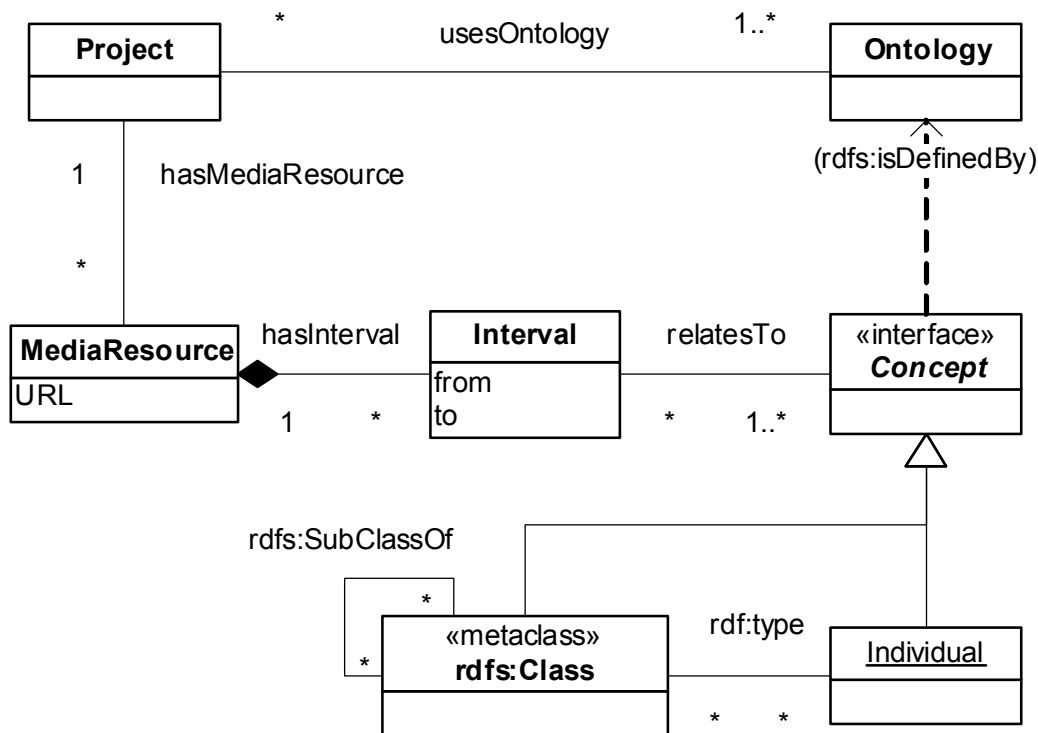 * usesOntology 1..*
Project
Ontology
(rdfs:isDefinedBy)
1 hasMediaResource
*
MediaResource
URL
hasInterval
1 *
Interval
from
to
relatesTo
* 1..*
«interface»
Concept
rdfs:SubClassOf
*
*
«metaclass»
rdfs:Class
rdf:type
* *
Individual